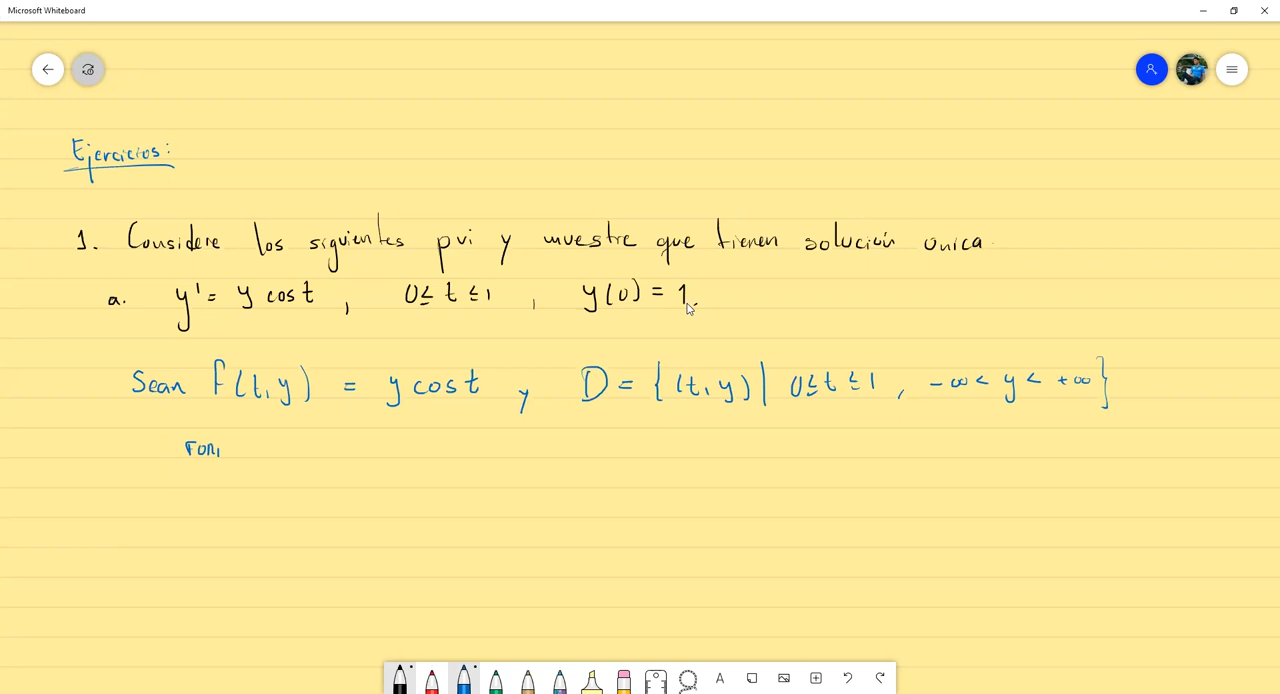 Microsoft Whiteboard
Ejercicios:
1. Considere los siguientes pvi y muestre que tienen solución única.
a. y' = y cos t , 0 ≤ t ≤ 1 , y(0) = 1.
Sean f(t,y) = y cos t y D = {(t,y) | 0 ≤ t ≤ 1 , -∞ < y < +∞}
A